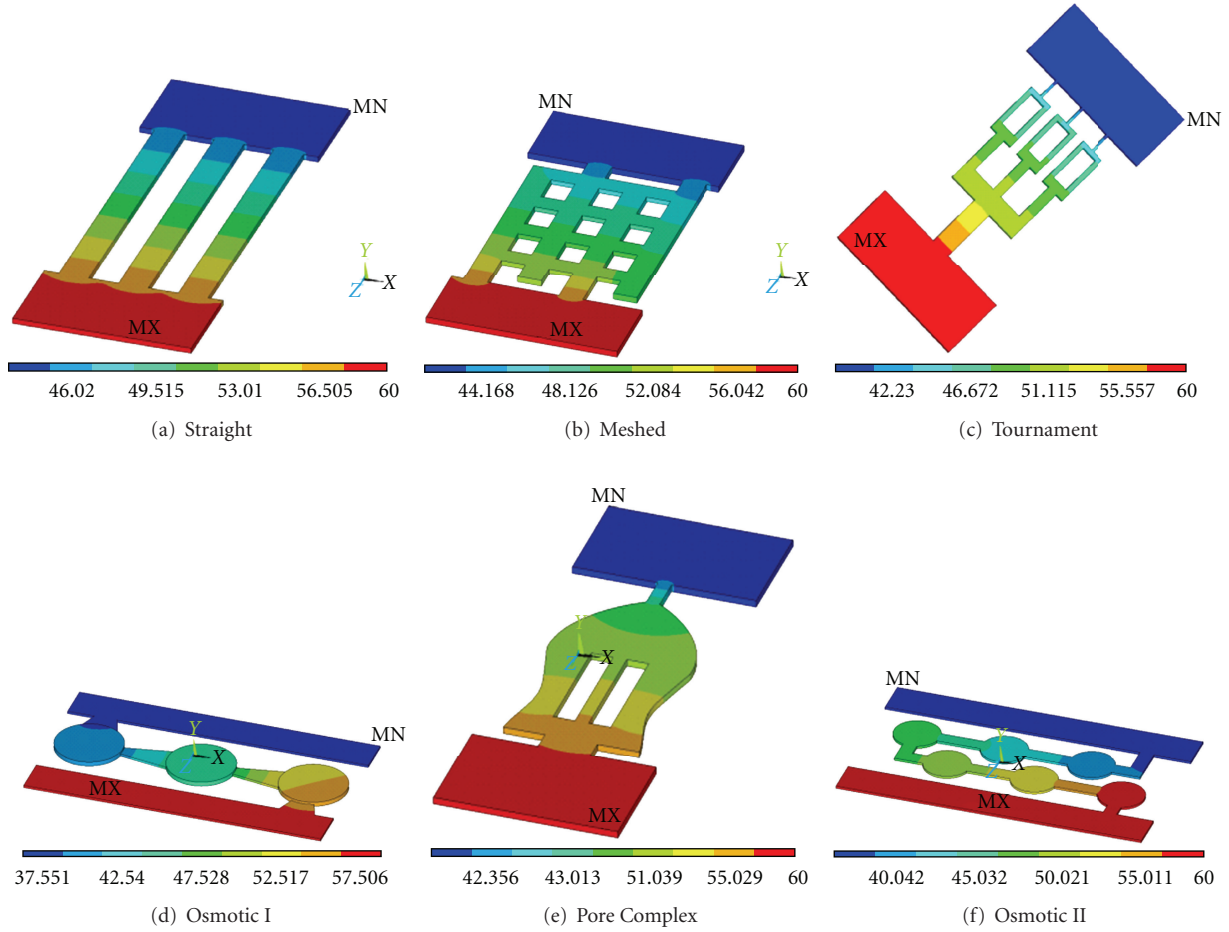 MN
MX
Y
Z
X
46.02 49.515 53.01 56.505 60
(a) Straight
MN
MX
Y
Z
X
44.168 48.126 52.084 56.042 60
(b) Meshed
MN
MX
42.23 46.672 51.115 55.557 60
(c) Tournament
MN
Y
X
Z
MX
37.551 42.54 47.528 52.517 57.506
(d) Osmotic I
MN
Y
X
Z
MX
42.356 43.013 51.039 55.029 60
(e) Pore Complex
MN
Y
X
Z
MX
40.042 45.032 50.021 55.011 60
(f) Osmotic II